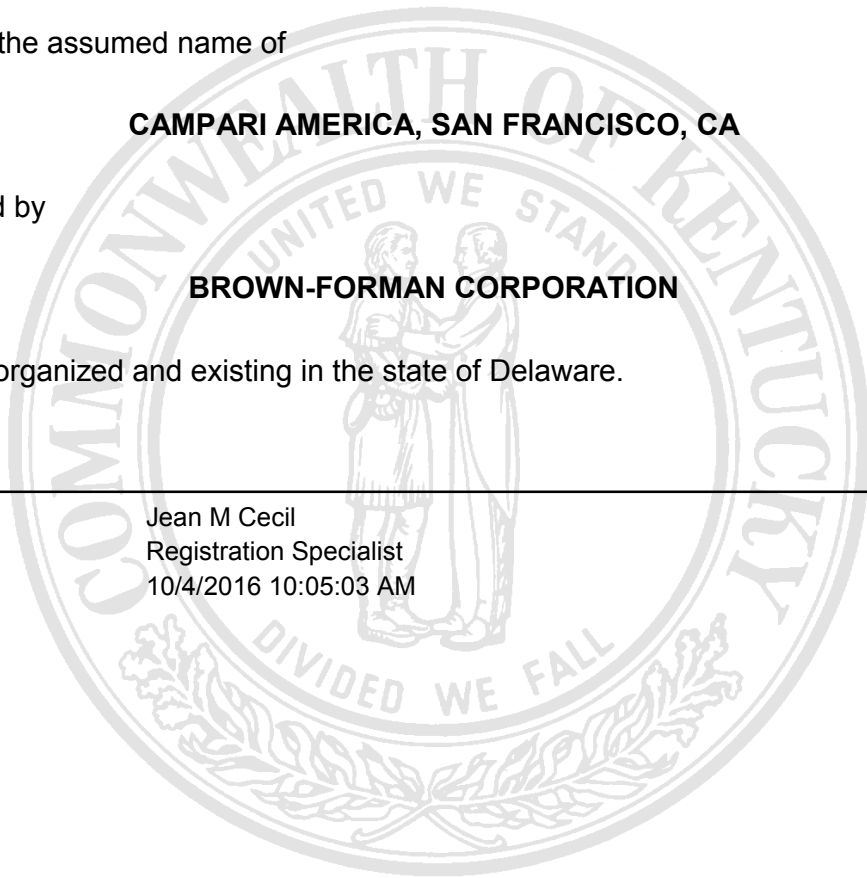 the assumed name of
CAMPARI AMERICA, SAN FRANCISCO, CA
d by
BROWN-FORMAN CORPORATION
organized and existing in the state of Delaware.
Jean M Cecil
Registration Specialist
10/4/2016 10:05:03 AM
COMMONWEALTH OF KENTUCKY
UNITED WE STAND
DIVIDED WE FALL